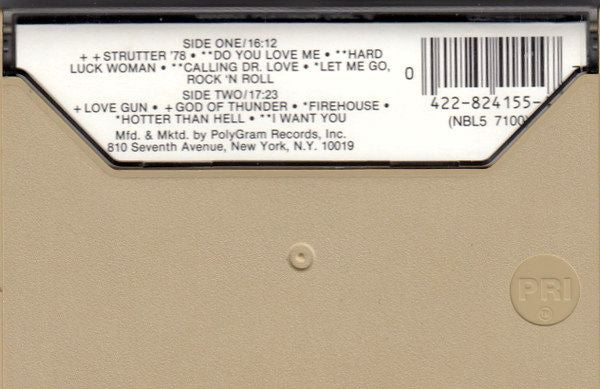 SIDE ONE/16:12
+ +STRUTTER '78 • **DO YOU LOVE ME • **HARD
LUCK WOMAN • **CALLING DR. LOVE • *LET ME GO,
ROCK 'N ROLL
SIDE TWO/17:23
+LOVE GUN • +GOD OF THUNDER • *FIREHOUSE •
*HOTTER THAN HELL • **I WANT YOU
Mfd. & Mktd. by PolyGram Records, Inc.
810 Seventh Avenue, New York, N.Y. 10019
0
422-824155-
(NBL5 7100)
PRI